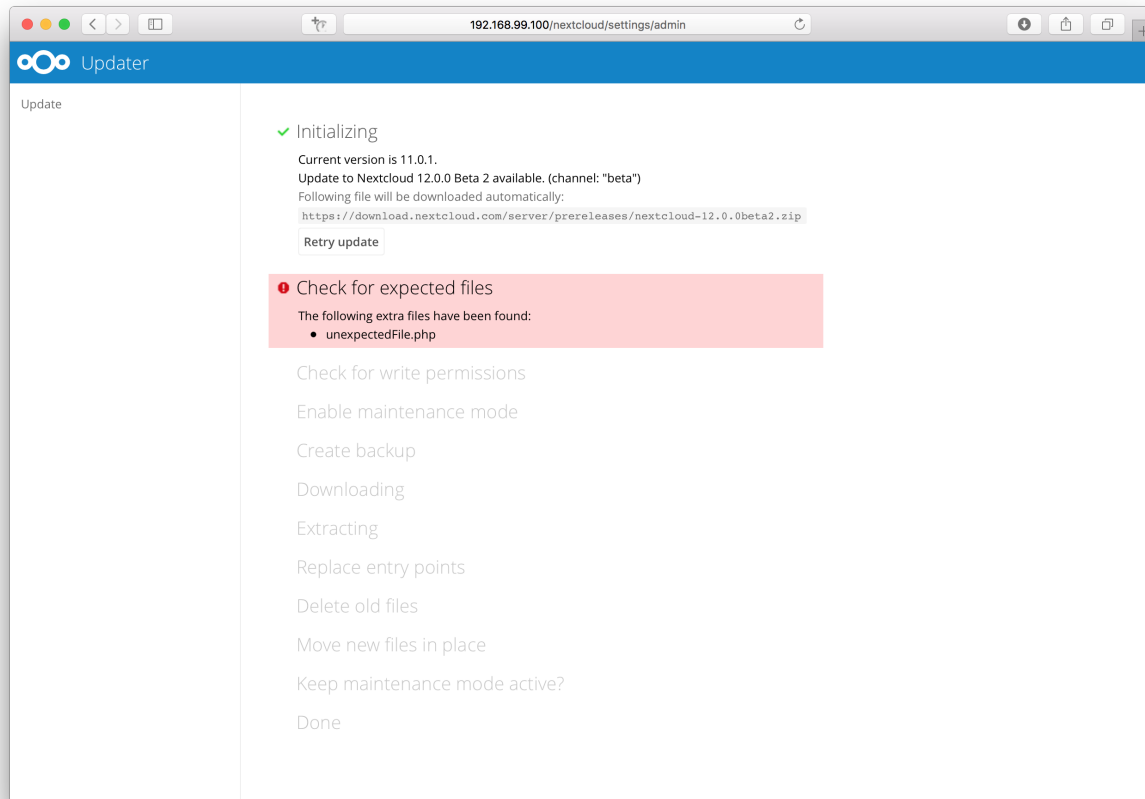 192.168.99.100/nextcloud/settings/admin
Updater
Update
Initializing
Current version is 11.0.1.
Update to Nextcloud 12.0.0 Beta 2 available. (channel: "beta")
Following file will be downloaded automatically:
https://download.nextcloud.com/server/prereleases/nextcloud-12.0.0beta2.zip
Retry update
Check for expected files
The following extra files have been found:
unexpectedFile.php
Check for write permissions
Enable maintenance mode
Create backup
Downloading
Extracting
Replace entry points
Delete old files
Move new files in place
Keep maintenance mode active?
Done